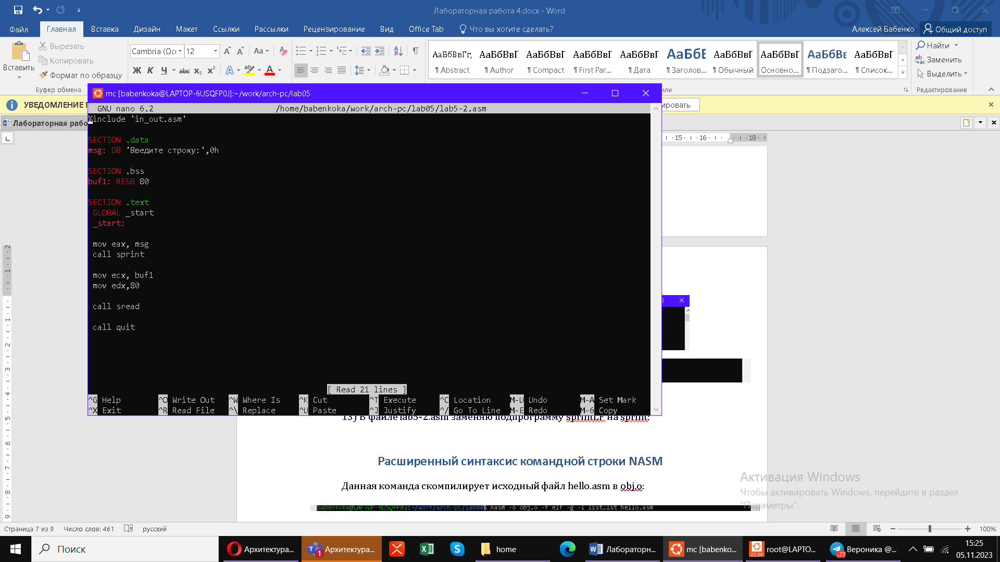 Лабораторная работа 4.docx - Word
Файл Главная Вставка Дизайн Макет Ссылки Рассылки Рецензирование Вид Office Tab Что вы хотите сделать? Алексей Бабенко Общий доступ
Вставить
Вырезать
Копировать
Формат по образцу
Буфер обмена
Cambria (Ос 12
Aa
Ж К Ч abc x₂ x² A aby A
АаБбВвГг, АаБбВвГ АаБбВвГ АаБбВвГ АаБбВвГ АаБбЕ АаБбВвГ АаБбВвГ АаБбВв АаБбВвГ
¶ Abstract ¶ Author ¶ Compact ¶ First Par... ¶ Дата ¶ Заголов... ¶ Обычный Основно... ¶ Подзаго... ¶ Список...
Найти
Заменить
Выделить
Редактирование
УВЕДОМЛЕНИЕ
Лабораторная рабо
mc [babenkoka@LAPTOP-6USQFP0J]:~/work/arch-pc/lab05
GNU nano 6.2 /home/babenkoka/work/arch-pc/lab05/lab5-2.asm
%include 'in_out.asm'
SECTION .data
msg: DB 'Введите строку:',0h
SECTION .bss
buf1: RESB 80
SECTION .text
GLOBAL _start
_start:
mov eax, msg
call sprint
mov ecx, buf1
mov edx,80
call sread
call quit
[ Read 21 lines ]
^G Help ^O Write Out ^W Where Is ^K Cut ^T Execute ^C Location M-U Undo M-A Set Mark
^X Exit ^R Read File ^\ Replace ^U Paste ^J Justify ^/ Go To Line M-E Redo M-6 Copy
15 16 18
13) В файле lab5-2.asm заменяю подпрограмму sprintLF на sprint:
Расширенный синтаксис командной строки NASM
Данная команда скомпилирует исходный файл hello.asm в obj.o:
babenkoka@LAPTOP-6USQFP0J:~/work/arch-pc/lab04$ nasm -o obj.o -f elf -g -l list.lst hello.asm
Активация Windows
Чтобы активировать Windows, перейдите в раздел
"Параметры".
Страница 7 из 9 Число слов: 461 русский 100%
Поиск
Архитектура... Архитектура... home Лабораторн... mc [babenko... root@LAPTO... Вероника @...
15:25
05.11.2023